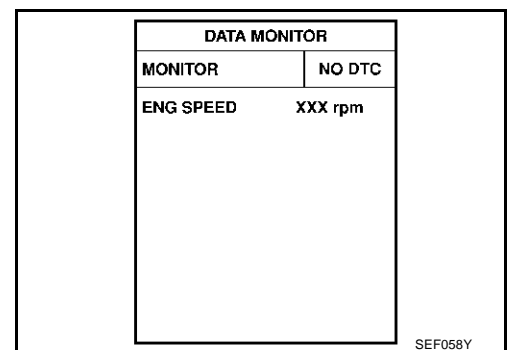 DATA MONITOR
MONITOR NO DTC
ENG SPEED XXX rpm
SEF058Y